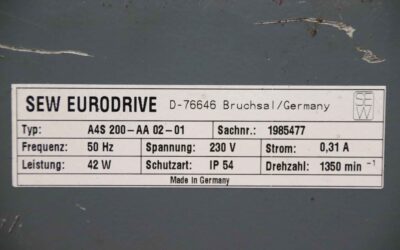 SEW EURODRIVE D-76646 Bruchsal/Germany SEW
Typ: A4S 200-AA 02-01 Sachnr.: 1985477
Frequenz: 50 Hz Spannung: 230 V Strom: 0,31 A
Leistung: 42 W Schutzart: IP 54 Drehzahl: 1350 min -1
Made in Germany